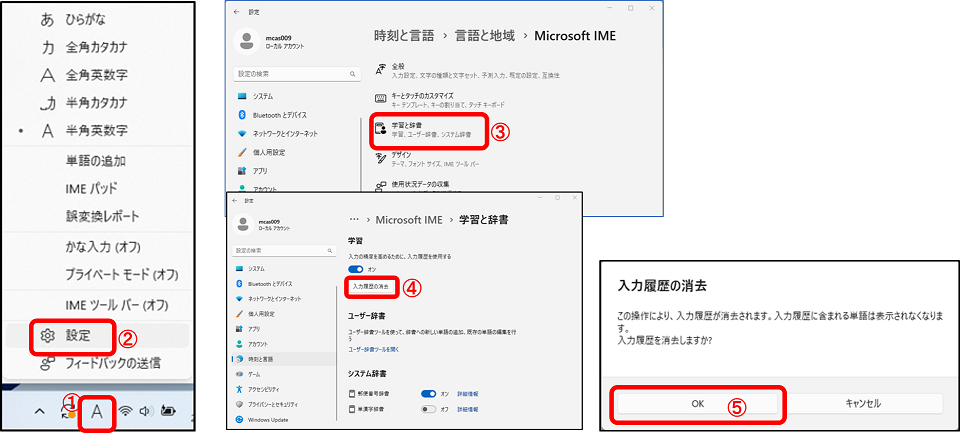 あ ひらがな
カ 全角カタカナ
A 全角英数字
カ 半角カタカナ
• A 半角英数字
単語の追加
IME パッド
誤変換レポート
かな入力 (オフ)
プライベート モード (オフ)
IME ツール バー (オフ)
設定 ②
フィードバックの送信
① A
← 設定
mcas009
ローカル アカウント
設定の検索
システム
Bluetooth とデバイス
ネットワークとインターネット
個人用設定
アプリ
アカウント
時刻と言語 › 言語と地域 › Microsoft IME
全般
入力設定、文字の種類と文字セット、予測入力、既定の設定、互換性
キーとタッチのカスタマイズ
キー テンプレート、キーの割り当て、タッチ キーボード
学習と辞書 ③
学習、ユーザー辞書、システム辞書
デザイン
テーマ、フォント サイズ、IME ツール バー
使用状況データの収集
← 設定
mcas009
ローカル アカウント
設定の検索
システム
Bluetooth とデバイス
ネットワークとインターネット
個人用設定
アプリ
アカウント
時刻と言語
ゲーム
アクセシビリティ
プライバシーとセキュリティ
Windows Update
… › Microsoft IME › 学習と辞書
学習
入力の精度を高めるために、入力履歴を使用する
オン
入力履歴の消去 ④
ユーザー辞書
ユーザー辞書ツールを使って、辞書への新しい単語の追加、既存の単語の編集を行
う
ユーザー辞書ツールを開く
システム辞書
郵便番号辞書 オン 詳細情報
単漢字辞書 オフ 詳細情報
入力履歴の消去
この操作により、入力履歴が消去されます。入力履歴に含まれる単語は表示されなくなりま
す。
入力履歴を消去しますか?
OK ⑤ キャンセル